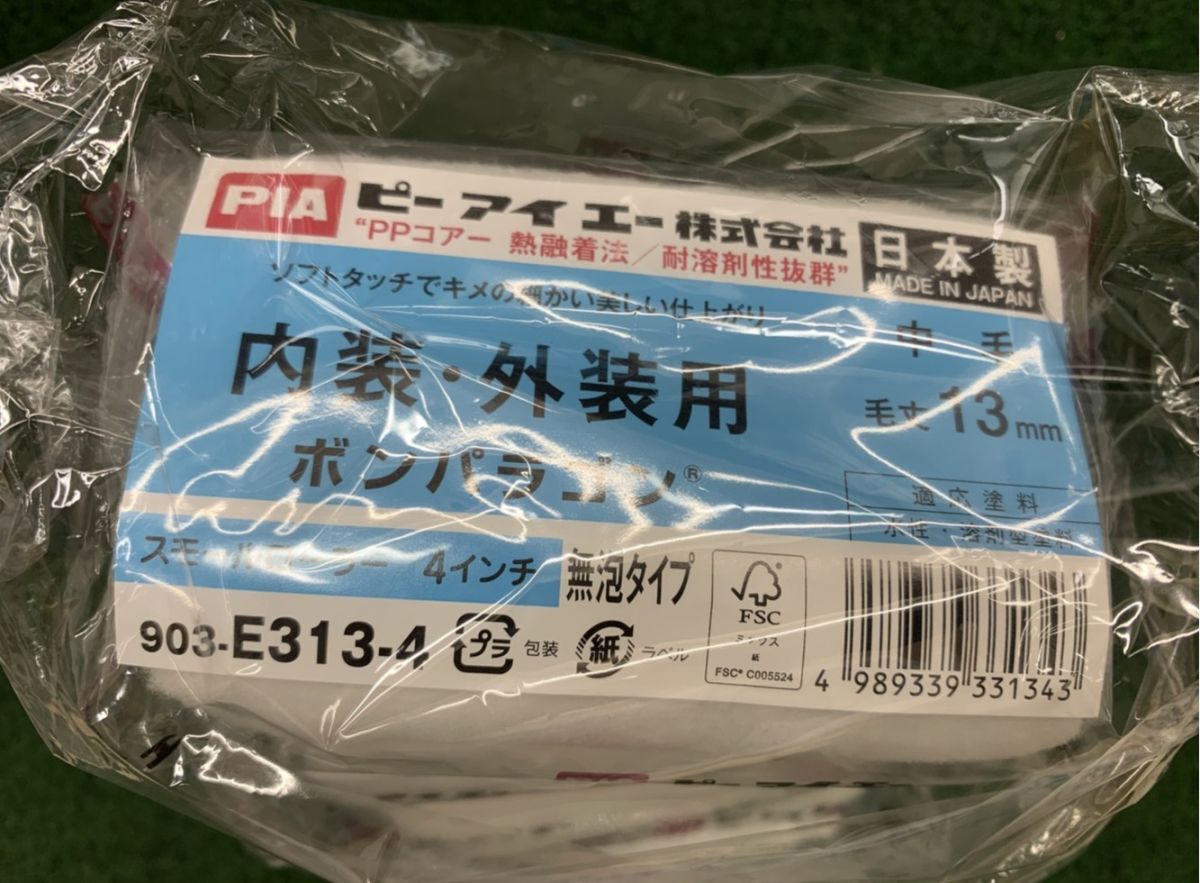 PIA ピーアイエー株式会社
"PPコアー 熱融着法/耐溶剤性抜群"
日本製
MADE IN JAPAN
ソフトタッチでキメの細かい美しい仕上がり
内装・外装用
ボンパラゴン®
中毛
毛丈13mm
適応塗料
水性・溶剤型塗料
スモールローラー 4インチ
無泡タイプ
903-E313-4
プラ 包装
紙 ラベル
FSC
ミックス
紙
FSC® C005524
4 989339 331343
ピーアイエー